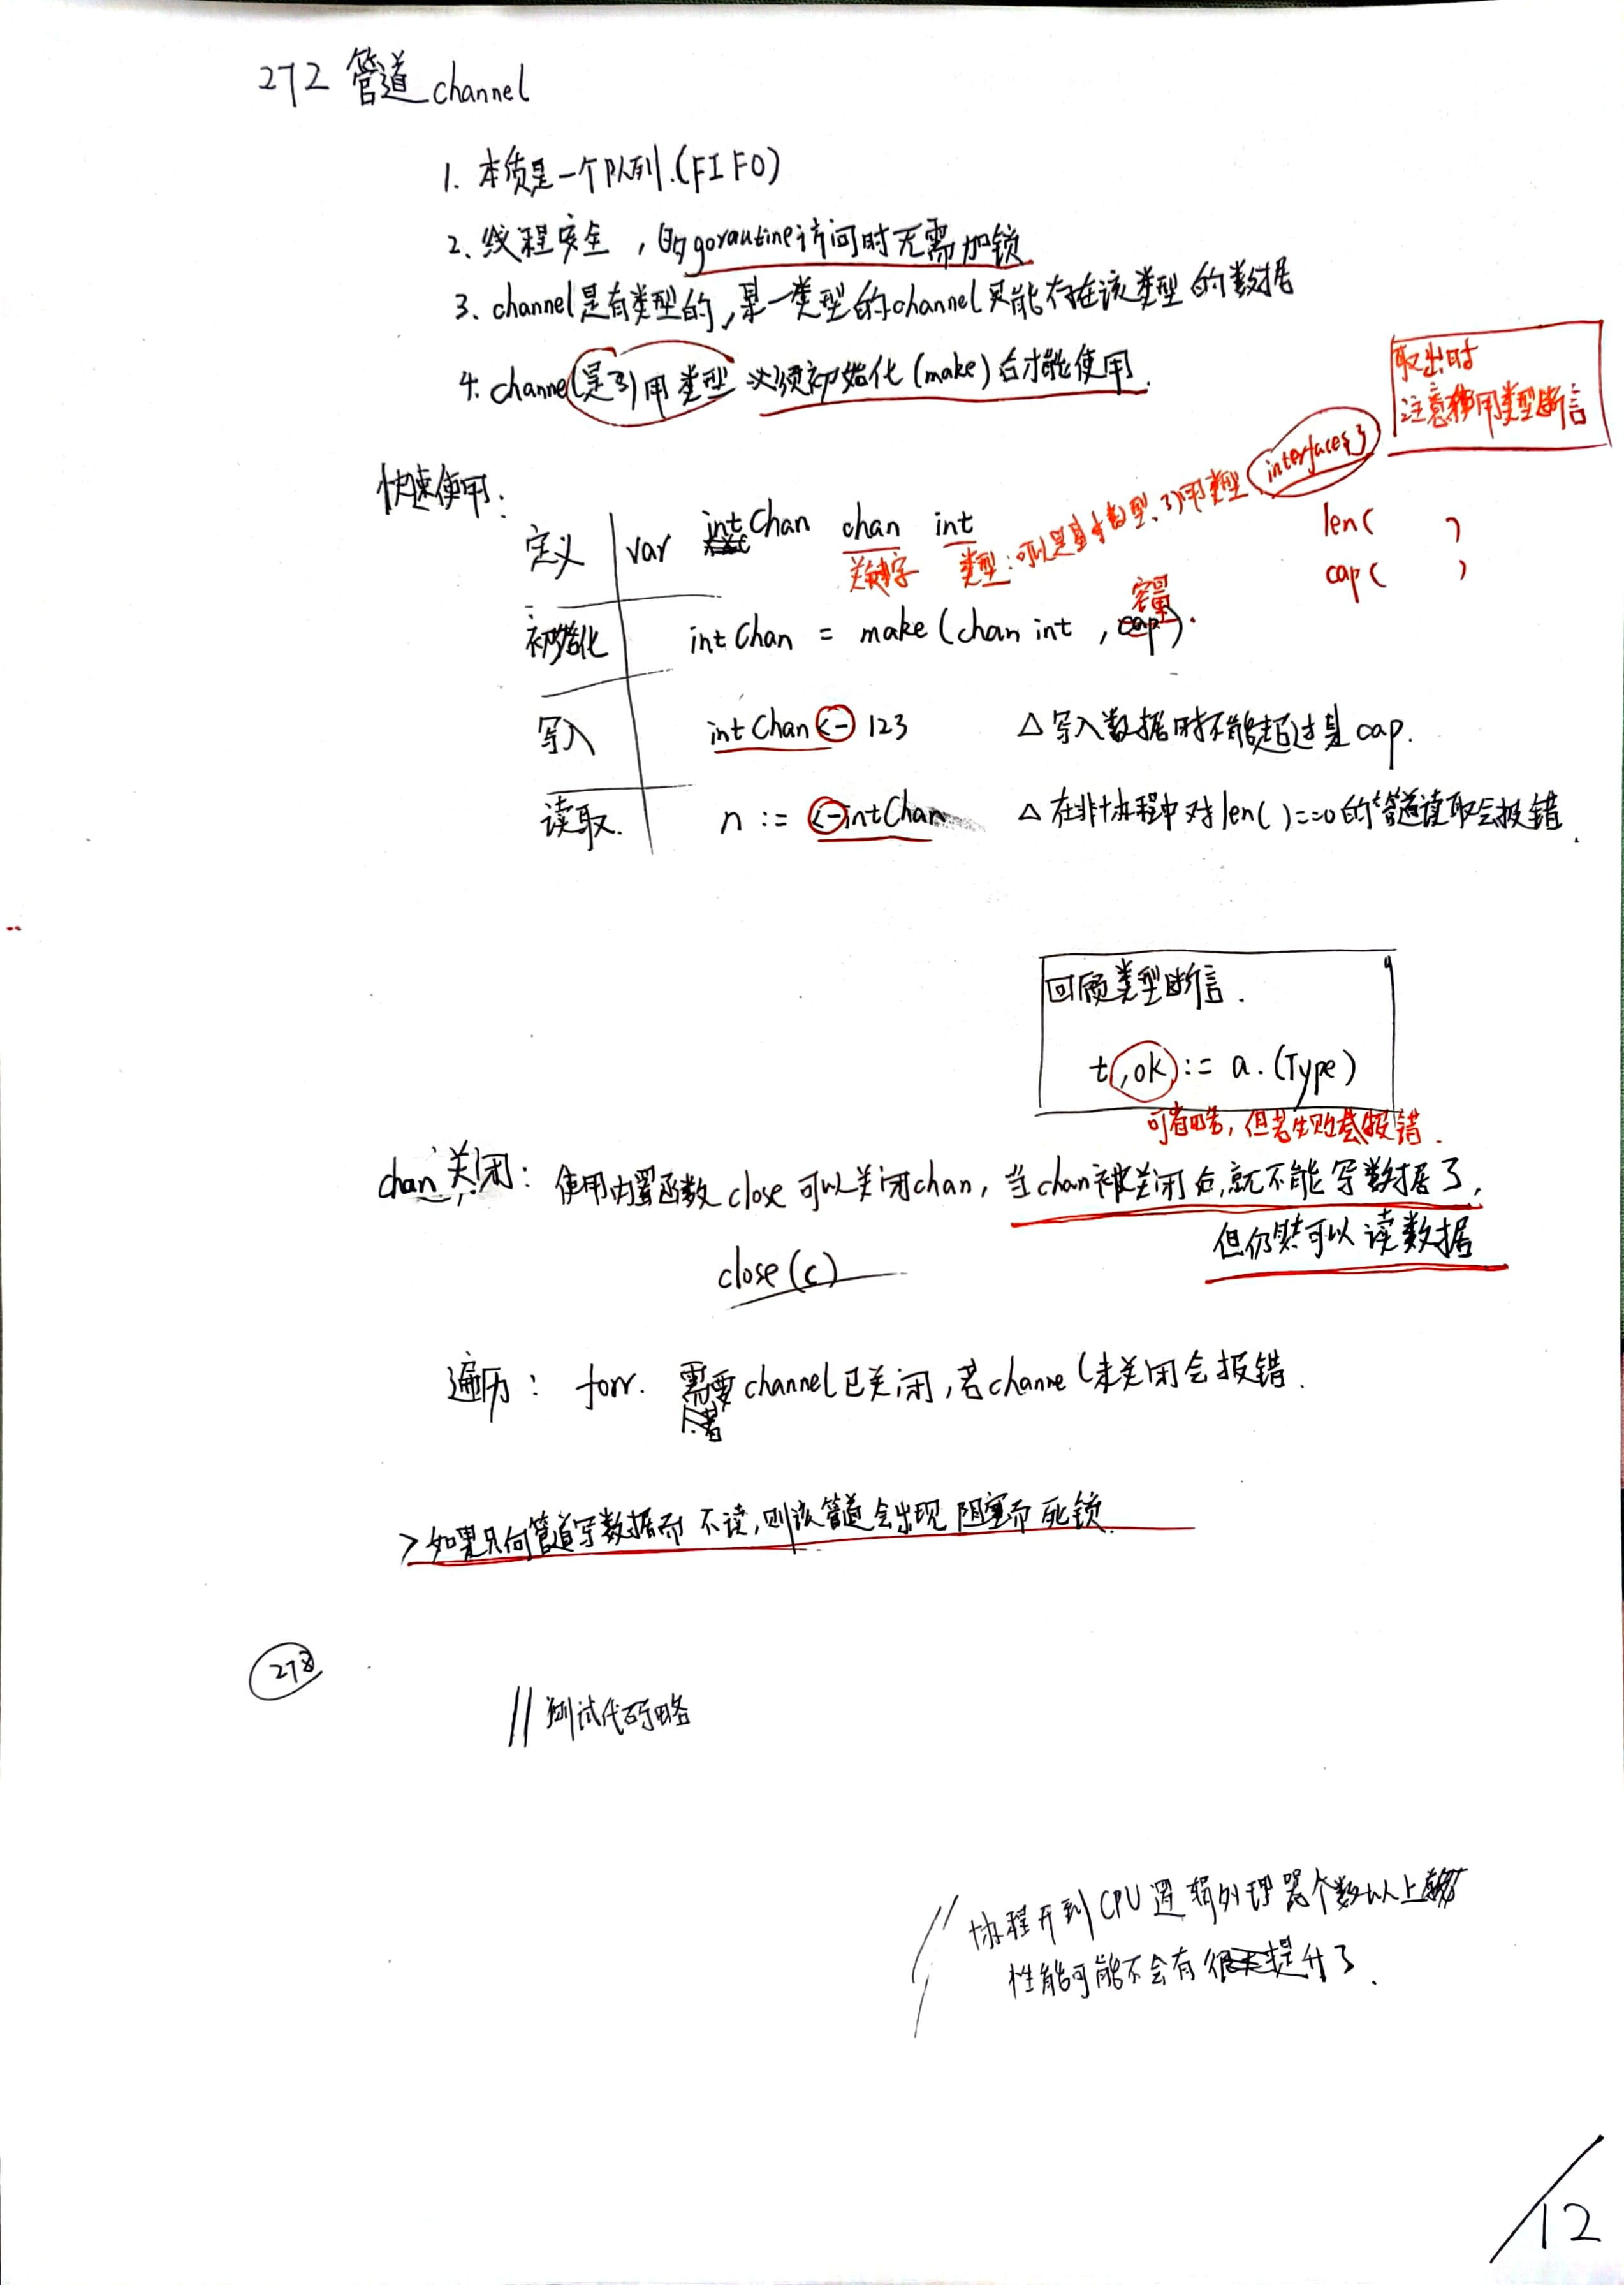 272 管道 channel
1. 本质是一个队列.(FIFO)
2. 线程安全，的goroutine访问时无需加锁
3. channel是有类型的，某一类型的channel只能存在该类型的数据
4. channel是引用类型 必须初始化(make)后才能使用.
取出时
注意使用类型断言
快速使用:
定义 var intChan chan int
关键字 类型:可以是基本数型、引用类型 interface{}
len( )
cap( )
初始化 intChan = make(chan int , cap).
容量
写入 intChan <- 123 △ 写入数据时不能超过其cap.
读取. n := <-intChan △ 在非协程中对len()==0的管道读取会报错.
回顾类型断言.
t,ok := a.(Type)
可省略，但若失败会报错.
chan关闭: 使用内置函数close可以关闭chan，当chan被关闭后,就不能写数据了,
但仍然可以读数据
close(c)
遍历: forr. 需要channel已关闭,若channel未关闭会报错.
>如果只向管道写数据而不读,则该管道会出现阻塞而死锁.
278
//测试代码略
// 协程开到CPU逻辑处理器个数以上
性能可能不会有很大提升了.
12